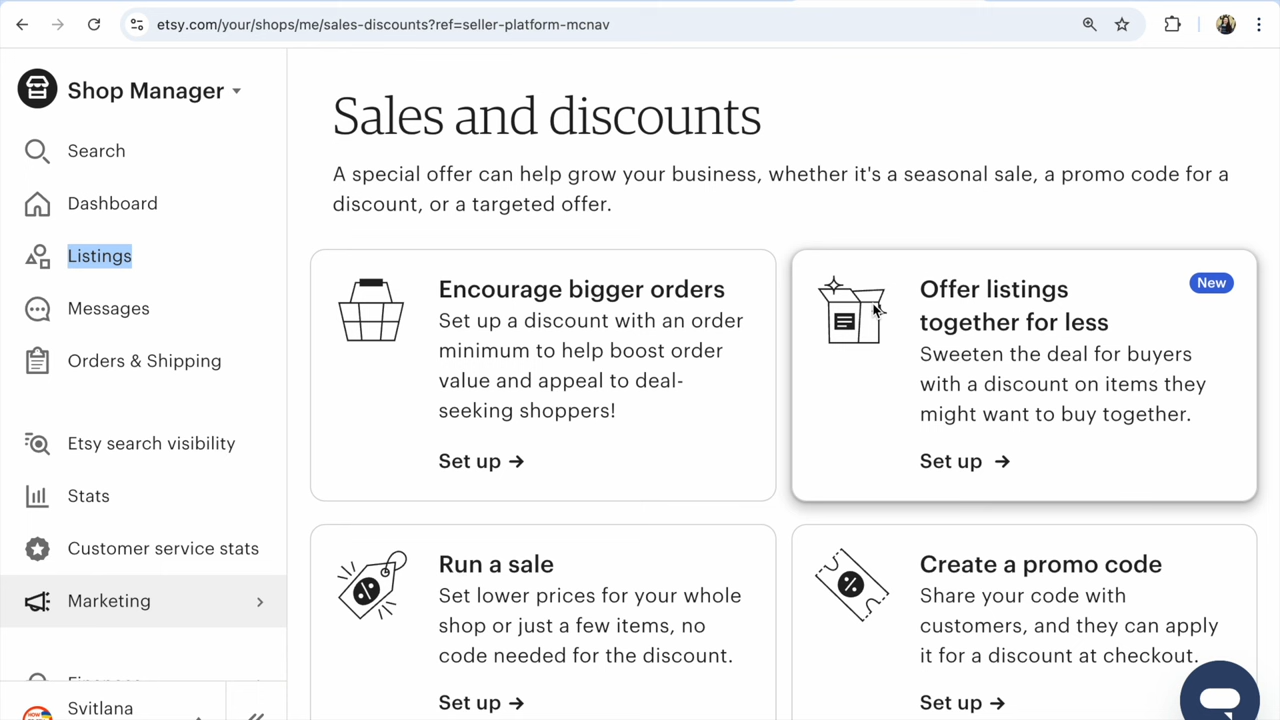 etsy.com/your/shops/me/sales-discounts?ref=seller-platform-mcnav
Shop Manager
Search
Dashboard
Listings
Messages
Orders & Shipping
Etsy search visibility
Stats
Customer service stats
Marketing
Svitlana
Sales and discounts
A special offer can help grow your business, whether it's a seasonal sale, a promo code for a
discount, or a targeted offer.
Encourage bigger orders
Set up a discount with an order
minimum to help boost order
value and appeal to deal-
seeking shoppers!
Set up →
Offer listings
together for less
New
Sweeten the deal for buyers
with a discount on items they
might want to buy together.
Set up →
Run a sale
Set lower prices for your whole
shop or just a few items, no
code needed for the discount.
Set up →
Create a promo code
Share your code with
customers, and they can apply
it for a discount at checkout.
Set up →